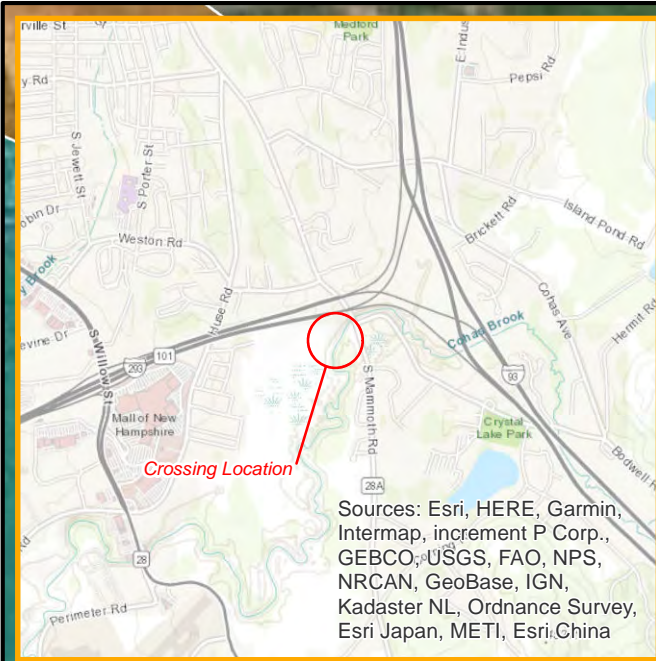 rville St
Medford
Park
y Rd
E Indus
Pepsi Rd
S Jewett St
S Porter St
obin Dr
Weston Rd
Island Pond Rd
Brickett Rd
y Brook
Huse Rd
Cohas Ave
Hermit Rd
evine Dr
S Willow St
Cohas Brook
101
293
93
Mall of New
Hampshire
S Mammoth Rd
Crystal
Lake Park
Bodwell R
Crossing Location
28A
Sources: Esri, HERE, Garmin,
Intermap, increment P Corp.,
GEBCO, USGS, FAO, NPS,
NRCAN, GeoBase, IGN,
Kadaster NL, Ordnance Survey,
Esri Japan, METI, Esri China
Rd
28
Perimeter Rd